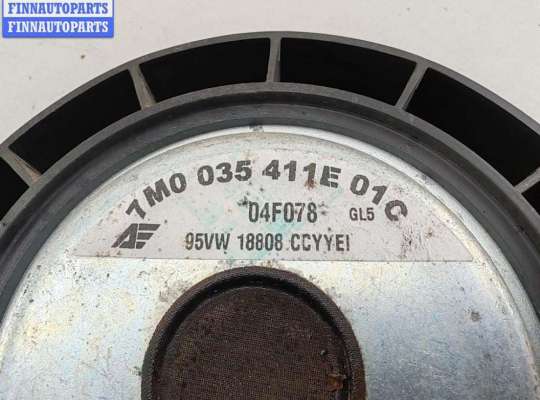 FINNAUTOPARTS
FINNAUTOPARTS
7M0 035 411E 01C
04F078 GL5
95VW 18808 CCYYEI